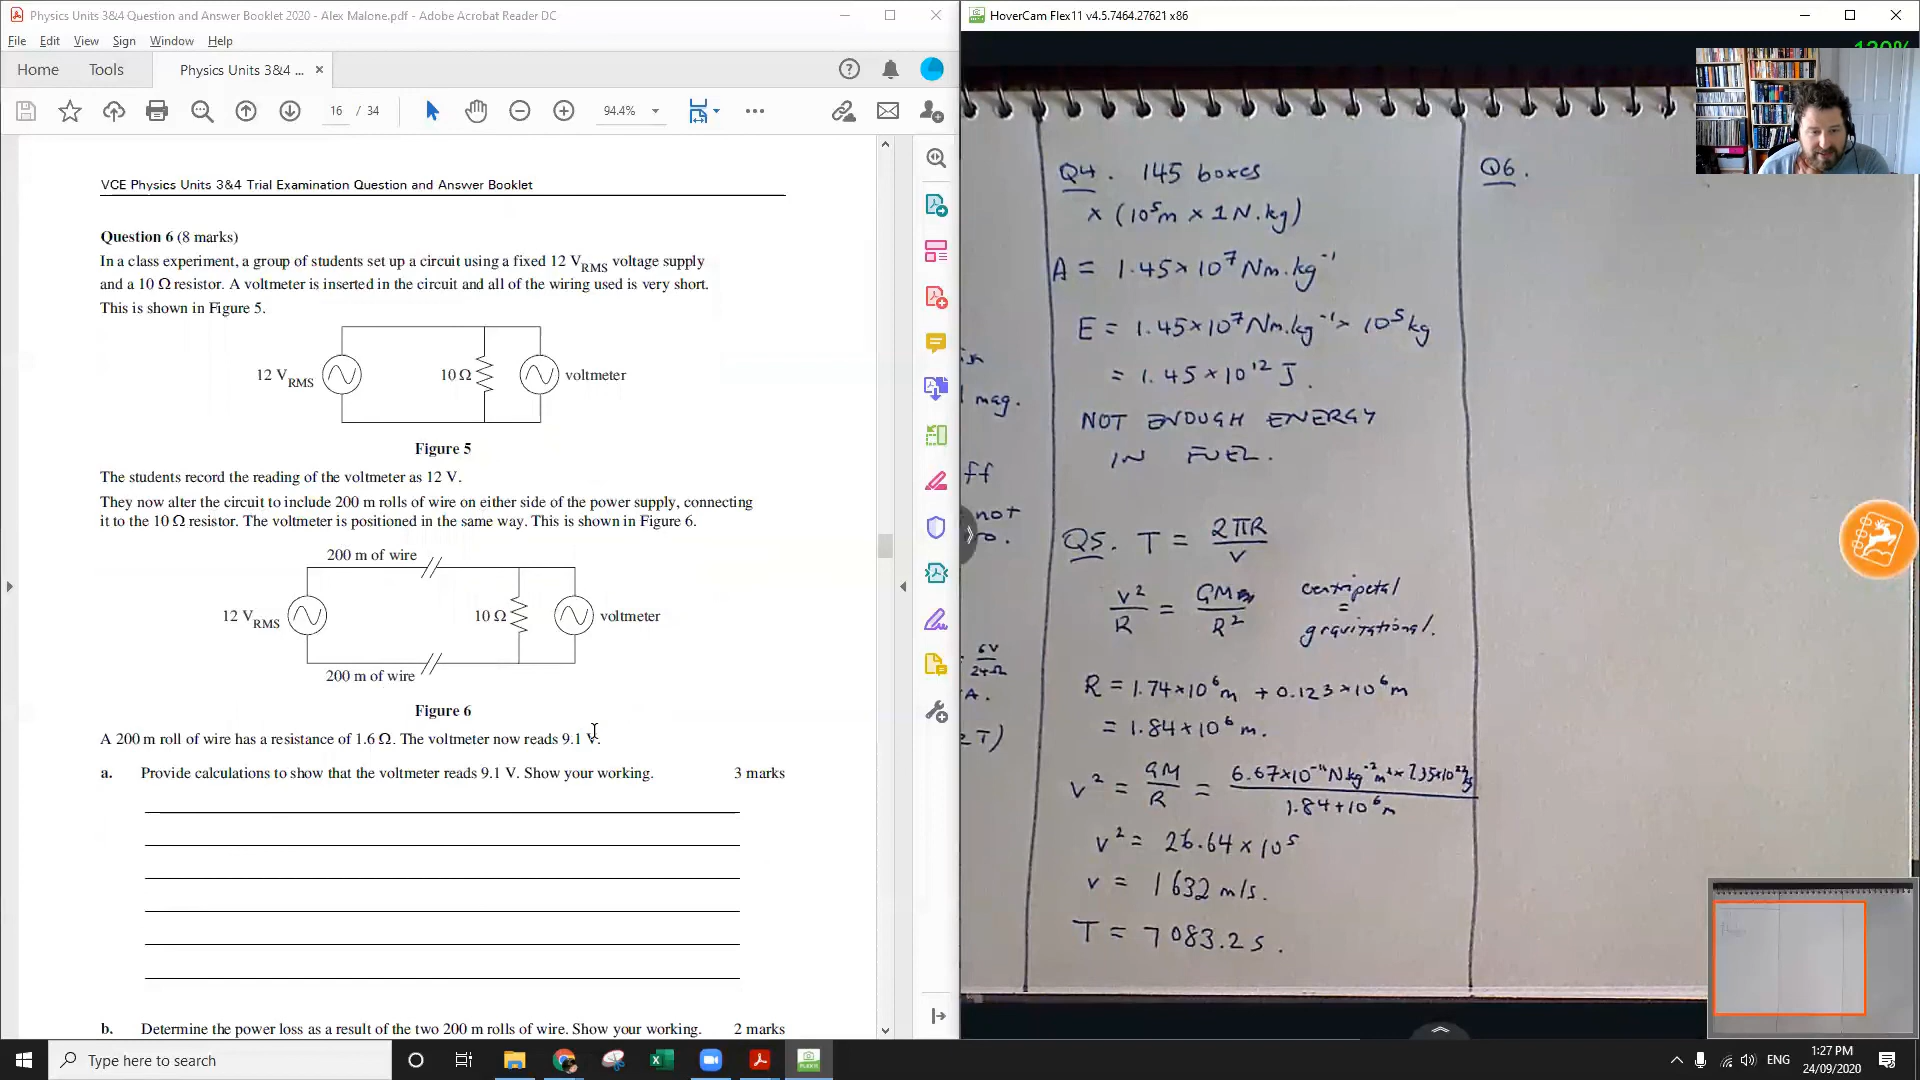 Physics Units 3&4 Question and Answer Booklet 2020 - Alex Malone.pdf - Adobe Acrobat Reader DC
File Edit View Sign Window Help
Home Tools Physics Units 3&4 ... ×
16 / 34 94.4%
VCE Physics Units 3&4 Trial Examination Question and Answer Booklet
Question 6 (8 marks)
In a class experiment, a group of students set up a circuit using a fixed 12 VRMS voltage supply
and a 10 Ω resistor. A voltmeter is inserted in the circuit and all of the wiring used is very short.
This is shown in Figure 5.
12 VRMS 10 Ω voltmeter
Figure 5
The students record the reading of the voltmeter as 12 V.
They now alter the circuit to include 200 m rolls of wire on either side of the power supply, connecting
it to the 10 Ω resistor. The voltmeter is positioned in the same way. This is shown in Figure 6.
200 m of wire
12 VRMS 10 Ω voltmeter
200 m of wire
Figure 6
A 200 m roll of wire has a resistance of 1.6 Ω. The voltmeter now reads 9.1 V.
a. Provide calculations to show that the voltmeter reads 9.1 V. Show your working. 3 marks
b. Determine the power loss as a result of the two 200 m rolls of wire. Show your working. 2 marks
HoverCam Flex11 v4.5.7464.27621 x86
mag.
ff
not
6V
24Ω
A.
T)
Q4. 145 boxes
× (10⁵m × 1N.kg)
A = 1.45×10⁷ Nm.kg⁻¹
E = 1.45×10⁷ Nm.kg⁻¹ × 10⁵ kg
= 1.45×10¹² J.
NOT ENOUGH ENERGY
IN FUEL.
Q5. T = 2πR / v
v² / R = GM / R² centripetal
=
gravitational.
R = 1.74×10⁶ m + 0.123×10⁶ m
= 1.84×10⁶ m.
v² = GM / R = 6.67×10⁻¹¹ N kg⁻² m² × 7.35×10²² kg / 1.84×10⁶ m
v² = 26.64×10⁵
v = 1632 m/s.
T = 7083.2 s.
Q6.
Type here to search
ENG
1:27 PM
24/09/2020